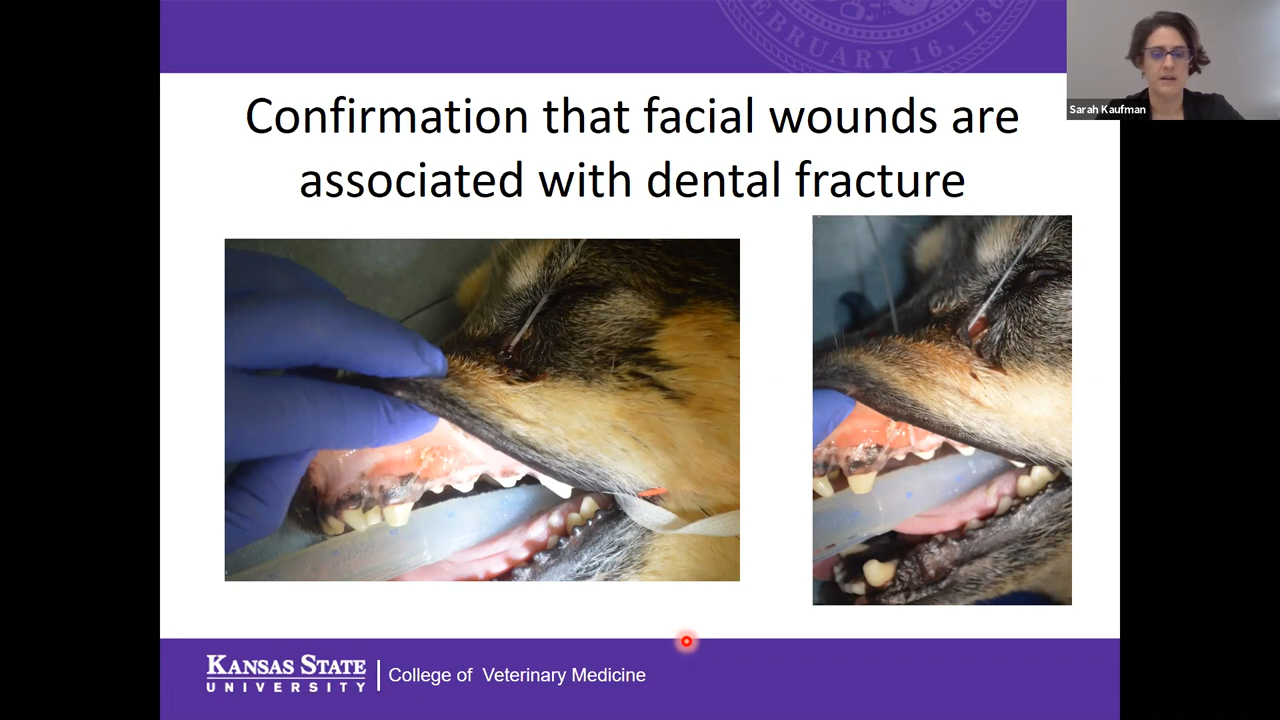 FEBRUARY 16, 186
Sarah Kaufman
Confirmation that facial wounds are
associated with dental fracture
KANSAS STATE
UNIVERSITY
College of Veterinary Medicine